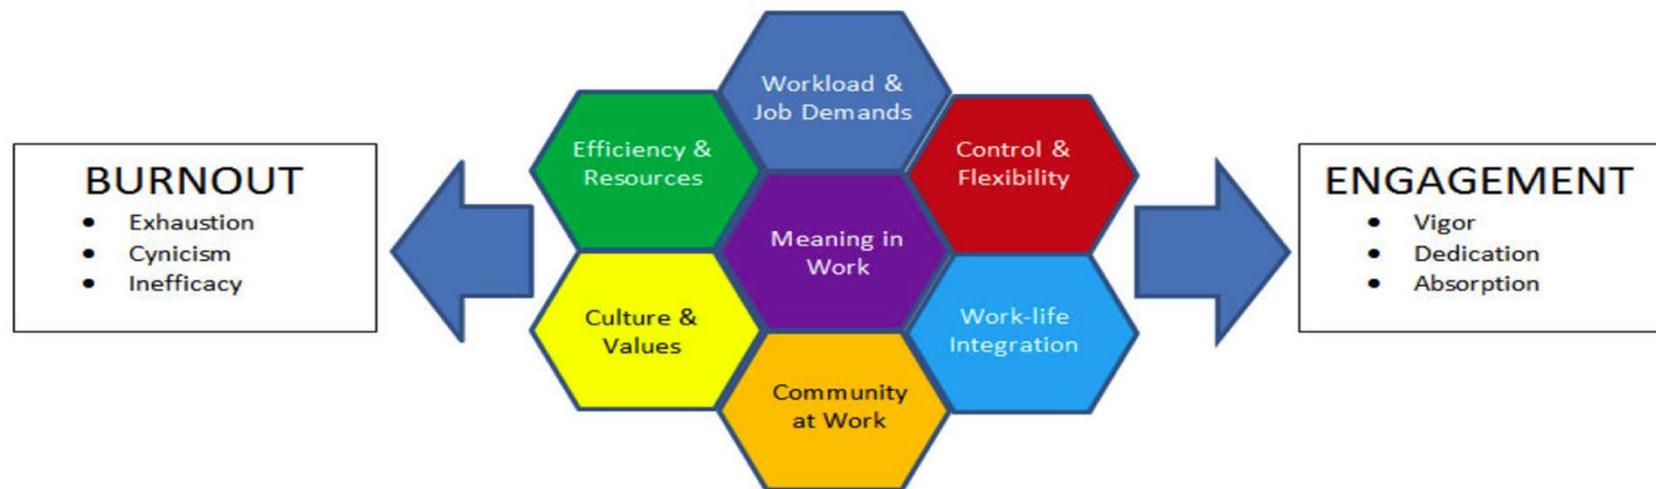 BURNOUT
• Exhaustion
• Cynicism
• Inefficacy
Workload &
Job Demands
Efficiency &
Resources
Control &
Flexibility
Meaning in
Work
Culture &
Values
Work-life
Integration
Community
at Work
ENGAGEMENT
• Vigor
• Dedication
• Absorption